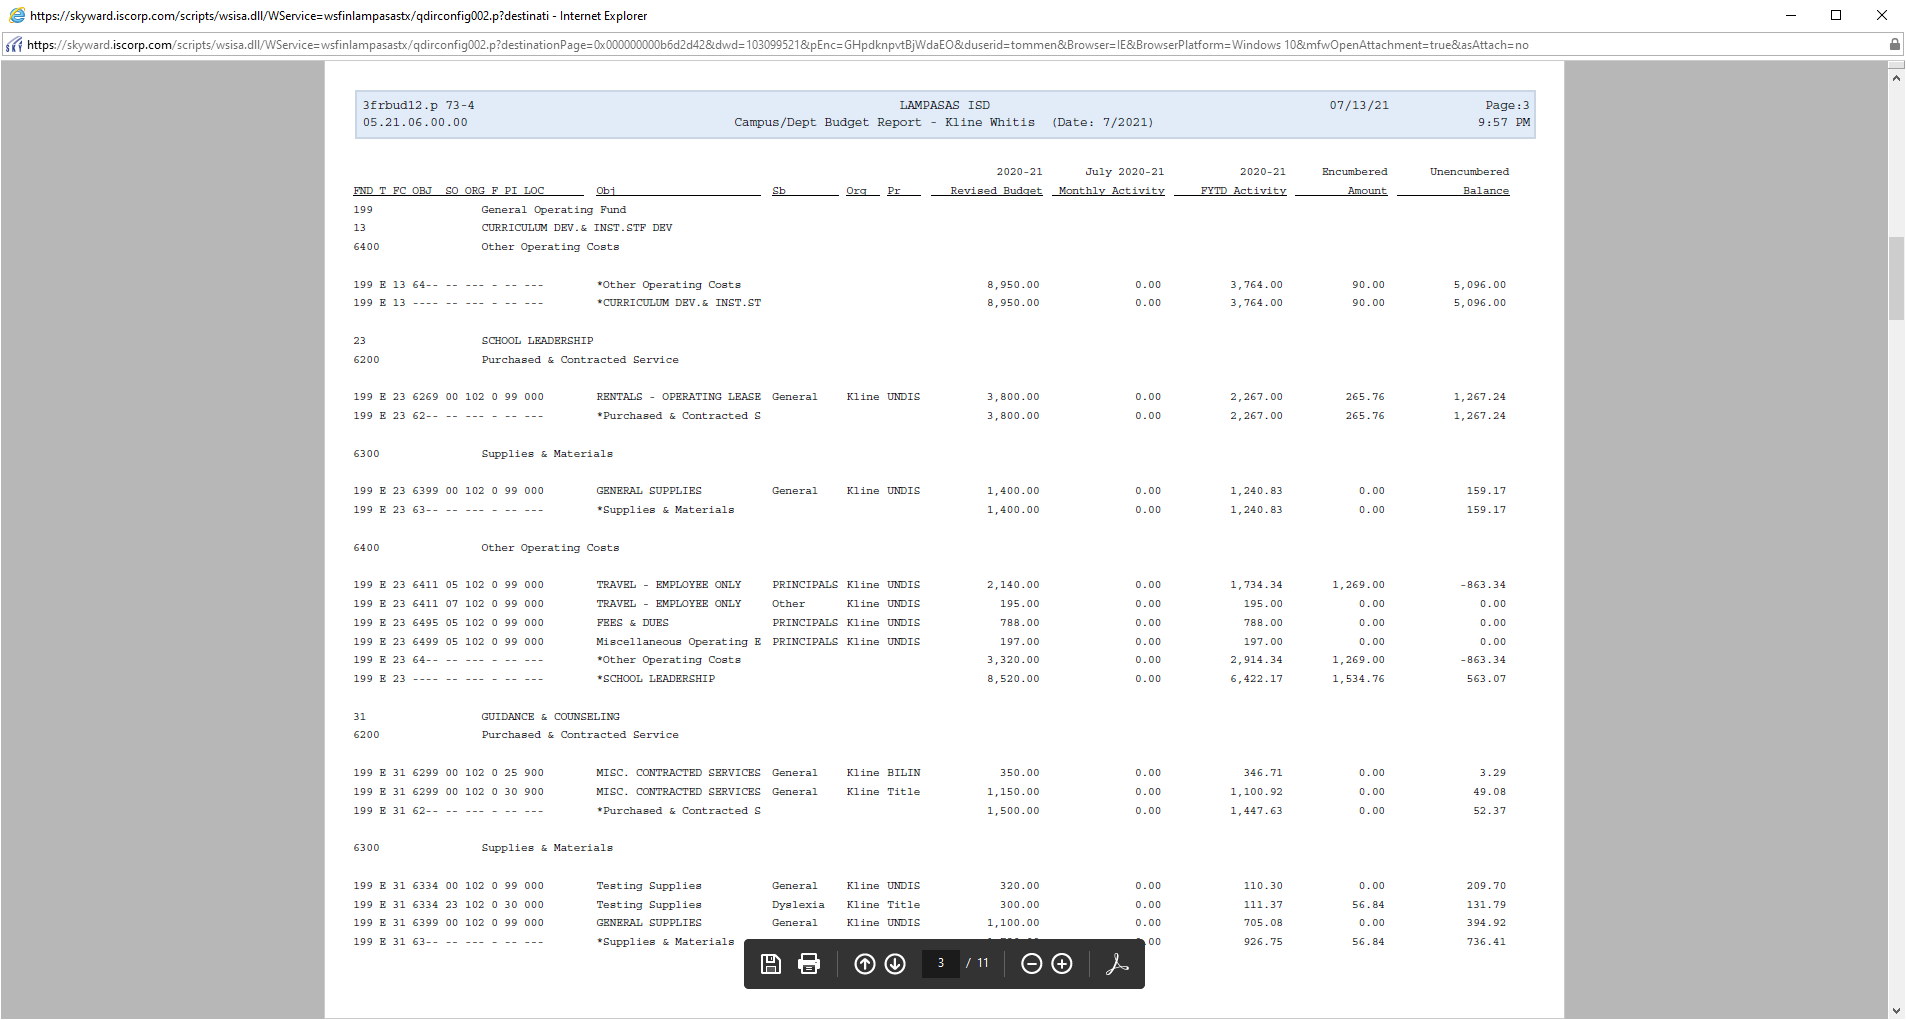 https://skyward.iscorp.com/scripts/wsisa.dll/WService=wsfinlampasastx/qdirconfig002.p?destinati - Internet Explorer
https://skyward.iscorp.com/scripts/wsisa.dll/WService=wsfinlampasastx/qdirconfig002.p?destinationPage=0x000000000b6d2d42&dwd=103099521&pEnc=GHpdknpvtBjWdaEO&duserid=tommen&Browser=IE&BrowserPlatform=Windows 10&mfwOpenAttachment=true&asAttach=no
3frbud12.p 73-4 LAMPASAS ISD 07/13/21 Page:3
05.21.06.00.00 Campus/Dept Budget Report - Kline Whitis (Date: 7/2021) 9:57 PM
2020-21 July 2020-21 2020-21 Encumbered Unencumbered
FND T FC OBJ SO ORG F PI LOC Obj Sb Org Pr Revised Budget Monthly Activity FYTD Activity Amount Balance
199 General Operating Fund
13 CURRICULUM DEV.& INST.STF DEV
6400 Other Operating Costs
199 E 13 64-- -- --- - -- --- *Other Operating Costs 8,950.00 0.00 3,764.00 90.00 5,096.00
199 E 13 ---- -- --- - -- --- *CURRICULUM DEV.& INST.ST 8,950.00 0.00 3,764.00 90.00 5,096.00
23 SCHOOL LEADERSHIP
6200 Purchased & Contracted Service
199 E 23 6269 00 102 0 99 000 RENTALS - OPERATING LEASE General Kline UNDIS 3,800.00 0.00 2,267.00 265.76 1,267.24
199 E 23 62-- -- --- - -- --- *Purchased & Contracted S 3,800.00 0.00 2,267.00 265.76 1,267.24
6300 Supplies & Materials
199 E 23 6399 00 102 0 99 000 GENERAL SUPPLIES General Kline UNDIS 1,400.00 0.00 1,240.83 0.00 159.17
199 E 23 63-- -- --- - -- --- *Supplies & Materials 1,400.00 0.00 1,240.83 0.00 159.17
6400 Other Operating Costs
199 E 23 6411 05 102 0 99 000 TRAVEL - EMPLOYEE ONLY PRINCIPALS Kline UNDIS 2,140.00 0.00 1,734.34 1,269.00 -863.34
199 E 23 6411 07 102 0 99 000 TRAVEL - EMPLOYEE ONLY Other Kline UNDIS 195.00 0.00 195.00 0.00 0.00
199 E 23 6495 05 102 0 99 000 FEES & DUES PRINCIPALS Kline UNDIS 788.00 0.00 788.00 0.00 0.00
199 E 23 6499 05 102 0 99 000 Miscellaneous Operating E PRINCIPALS Kline UNDIS 197.00 0.00 197.00 0.00 0.00
199 E 23 64-- -- --- - -- --- *Other Operating Costs 3,320.00 0.00 2,914.34 1,269.00 -863.34
199 E 23 ---- -- --- - -- --- *SCHOOL LEADERSHIP 8,520.00 0.00 6,422.17 1,534.76 563.07
31 GUIDANCE & COUNSELING
6200 Purchased & Contracted Service
199 E 31 6299 00 102 0 25 900 MISC. CONTRACTED SERVICES General Kline BILIN 350.00 0.00 346.71 0.00 3.29
199 E 31 6299 00 102 0 30 900 MISC. CONTRACTED SERVICES General Kline Title 1,150.00 0.00 1,100.92 0.00 49.08
199 E 31 62-- -- --- - -- --- *Purchased & Contracted S 1,500.00 0.00 1,447.63 0.00 52.37
6300 Supplies & Materials
199 E 31 6334 00 102 0 99 000 Testing Supplies General Kline UNDIS 320.00 0.00 110.30 0.00 209.70
199 E 31 6334 23 102 0 30 000 Testing Supplies Dyslexia Kline Title 300.00 0.00 111.37 56.84 131.79
199 E 31 6399 00 102 0 99 000 GENERAL SUPPLIES General Kline UNDIS 1,100.00 0.00 705.08 0.00 394.92
199 E 31 63-- -- --- - -- --- *Supplies & Materials .00 926.75 56.84 736.41
3 / 11